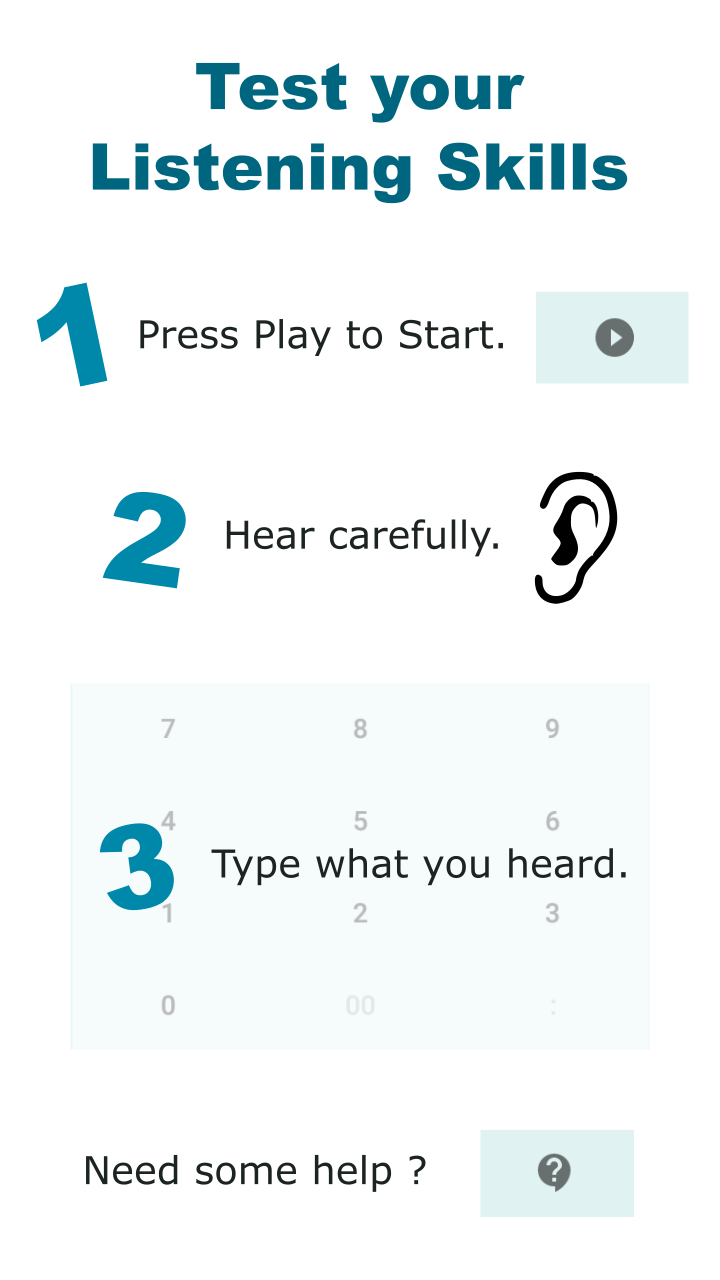 Test your
Listening Skills
1 Press Play to Start.
2 Hear carefully.
7 8 9
4 5 6
3 Type what you heard.
1 2 3
0 00 :
Need some help ?
?